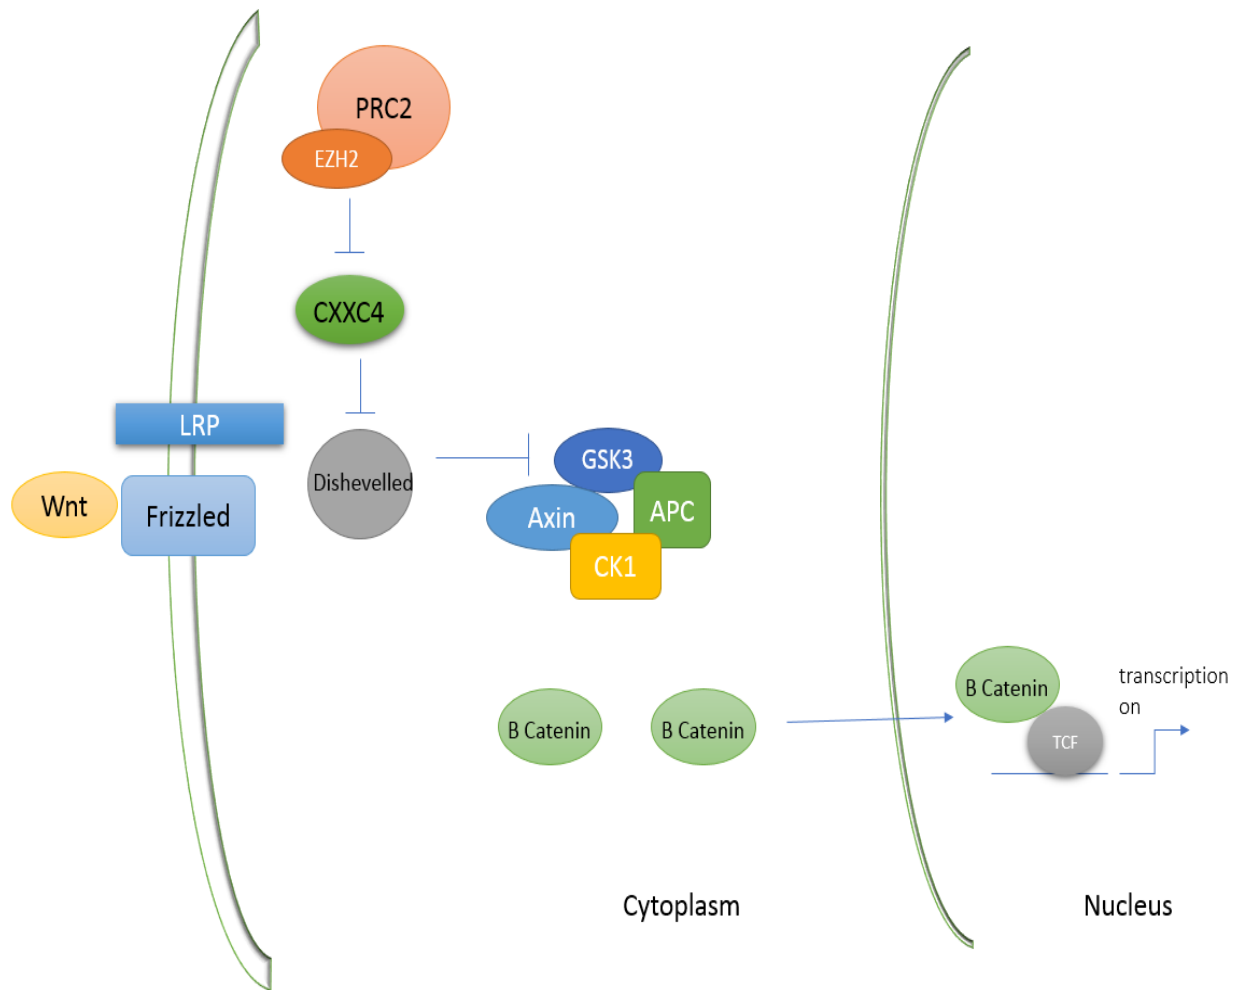 PRC2
EZH2
CXXC4
LRP
Dishevelled
GSK3
Wnt
Frizzled
Axin
APC
CK1
B Catenin
B Catenin
B Catenin
TCF
transcription
on
Cytoplasm
Nucleus